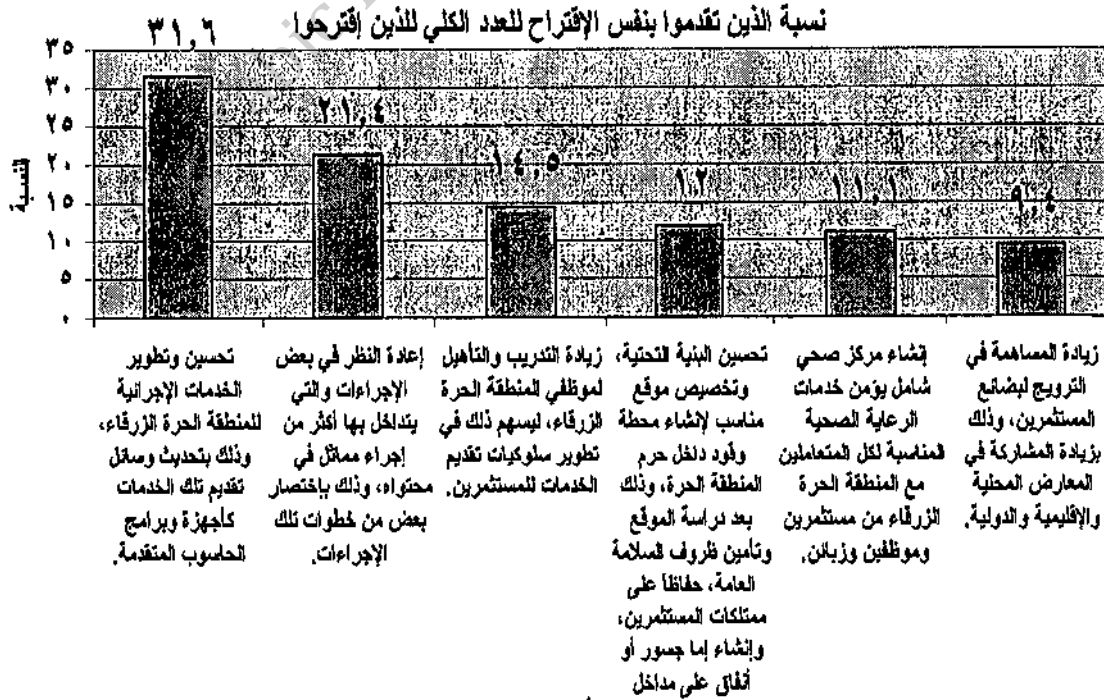 نسبة الذين تقدموا بنفس الإقتراح للعدد الكلي للذين إقترحوا
النسبة
٣٥
٣٠
٢٥
٢٠
١٥
١٠
٥
٠
٣١,٦
٢١,٤
١٤,٥
١٢
١١,١
٩,٤
تحسين وتطوير
الخدمات الإجرائية
للمنطقة الحرة الزرقاء،
وذلك بتحديث وسائل
تقديم تلك الخدمات
كأجهزة وبرامج
الحاسوب المتقدمة.
إعادة النظر في بعض
الإجراءات والتي
يتداخل بها أكثر من
إجراء مماثل في
محتواه، وذلك بإختصار
بعض من خطوات تلك
الإجراءات.
زيادة التدريب والتأهيل
لموظفي المنطقة الحرة
الزرقاء، ليسهم ذلك في
تطوير سلوكيات تقديم
الخدمات للمستثمرين.
تحسين البنية التحتية،
وتخصيص موقع
مناسب لإنشاء محطة
وقود داخل حرم
المنطقة الحرة، وذلك
بعد دراسة الموقع
وتأمين ظروف السلامة
العامة، حفاظا على
ممتلكات المستثمرين،
وإنشاء إما جسور أو
أنفاق على مداخل
إنشاء مركز صحي
شامل يؤمن خدمات
الرعاية الصحية
المناسبة لكل المتعاملين
مع المنطقة الحرة
الزرقاء من مستثمرين
وموظفين وزبائن.
زيادة المساهمة في
الترويج لبضائع
المستثمرين، وذلك
بزيادة المشاركة في
المعارض المحلية
والإقليمية والدولية.